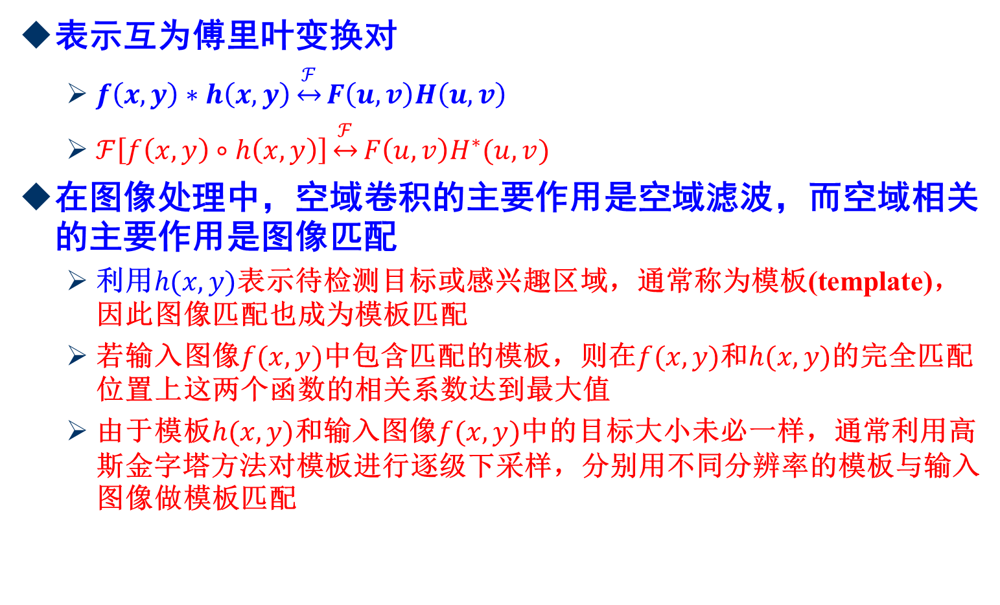 ◆表示互为傅里叶变换对
➢ f(x,y) ∗ h(x,y) ℱ↔ F(u,v)H(u,v)
➢ ℱ[f(x,y) ∘ h(x,y)] ℱ↔ F(u,v)H*(u,v)
◆在图像处理中，空域卷积的主要作用是空域滤波，而空域相关
的主要作用是图像匹配
➢ 利用h(x,y)表示待检测目标或感兴趣区域，通常称为模板(template)，
因此图像匹配也成为模板匹配
➢ 若输入图像f(x,y)中包含匹配的模板，则在f(x,y)和h(x,y)的完全匹配
位置上这两个函数的相关系数达到最大值
➢ 由于模板h(x,y)和输入图像f(x,y)中的目标大小未必一样，通常利用高
斯金字塔方法对模板进行逐级下采样，分别用不同分辨率的模板与输入
图像做模板匹配